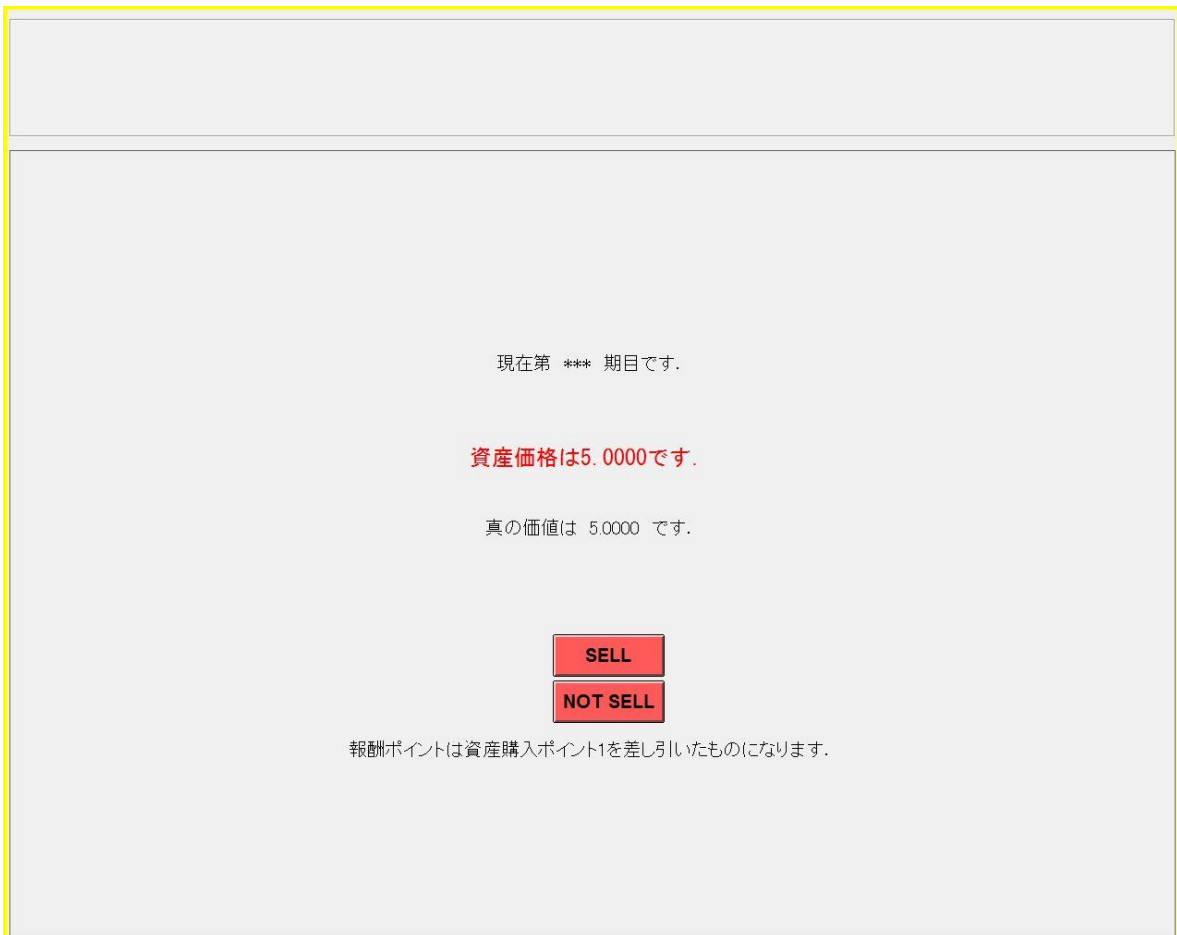 現在第 *** 期目です.
資産価格は5.0000です.
真の価値は 5.0000 です.
SELL
NOT SELL
報酬ポイントは資産購入ポイント1を差し引いたものになります.